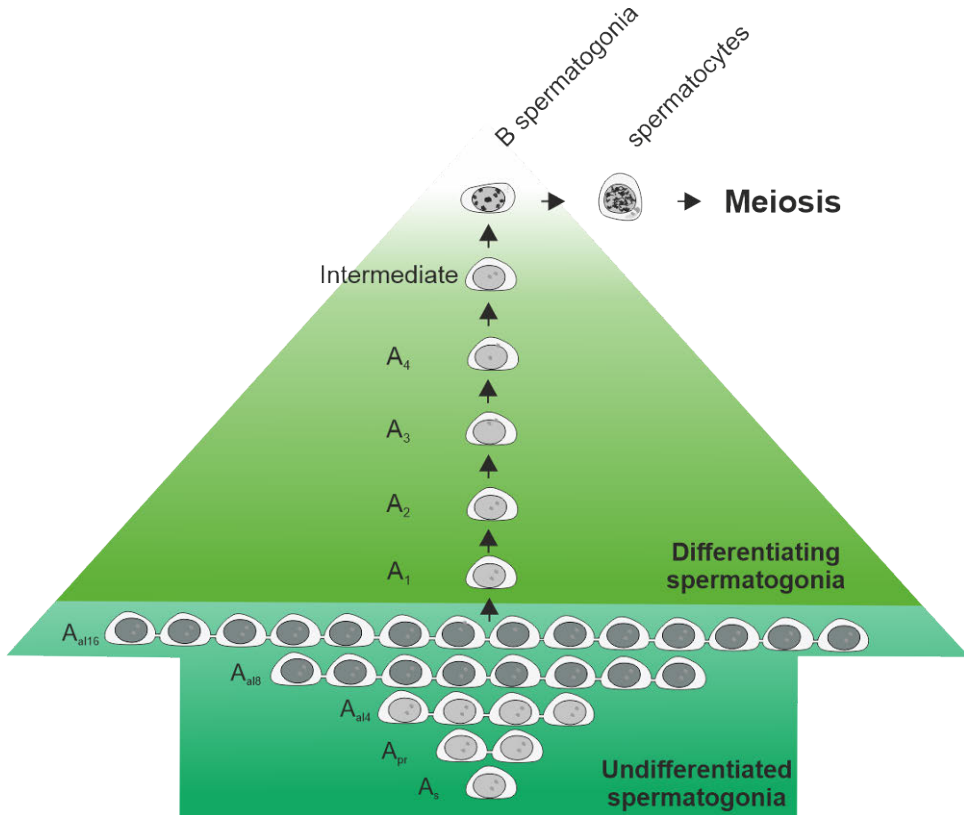 B spermatogonia
spermatocytes
Meiosis
Intermediate
A4
A3
A2
A1
Differentiating
spermatogonia
Aal16
Aal8
Aal4
Apr
As
Undifferentiated
spermatogonia